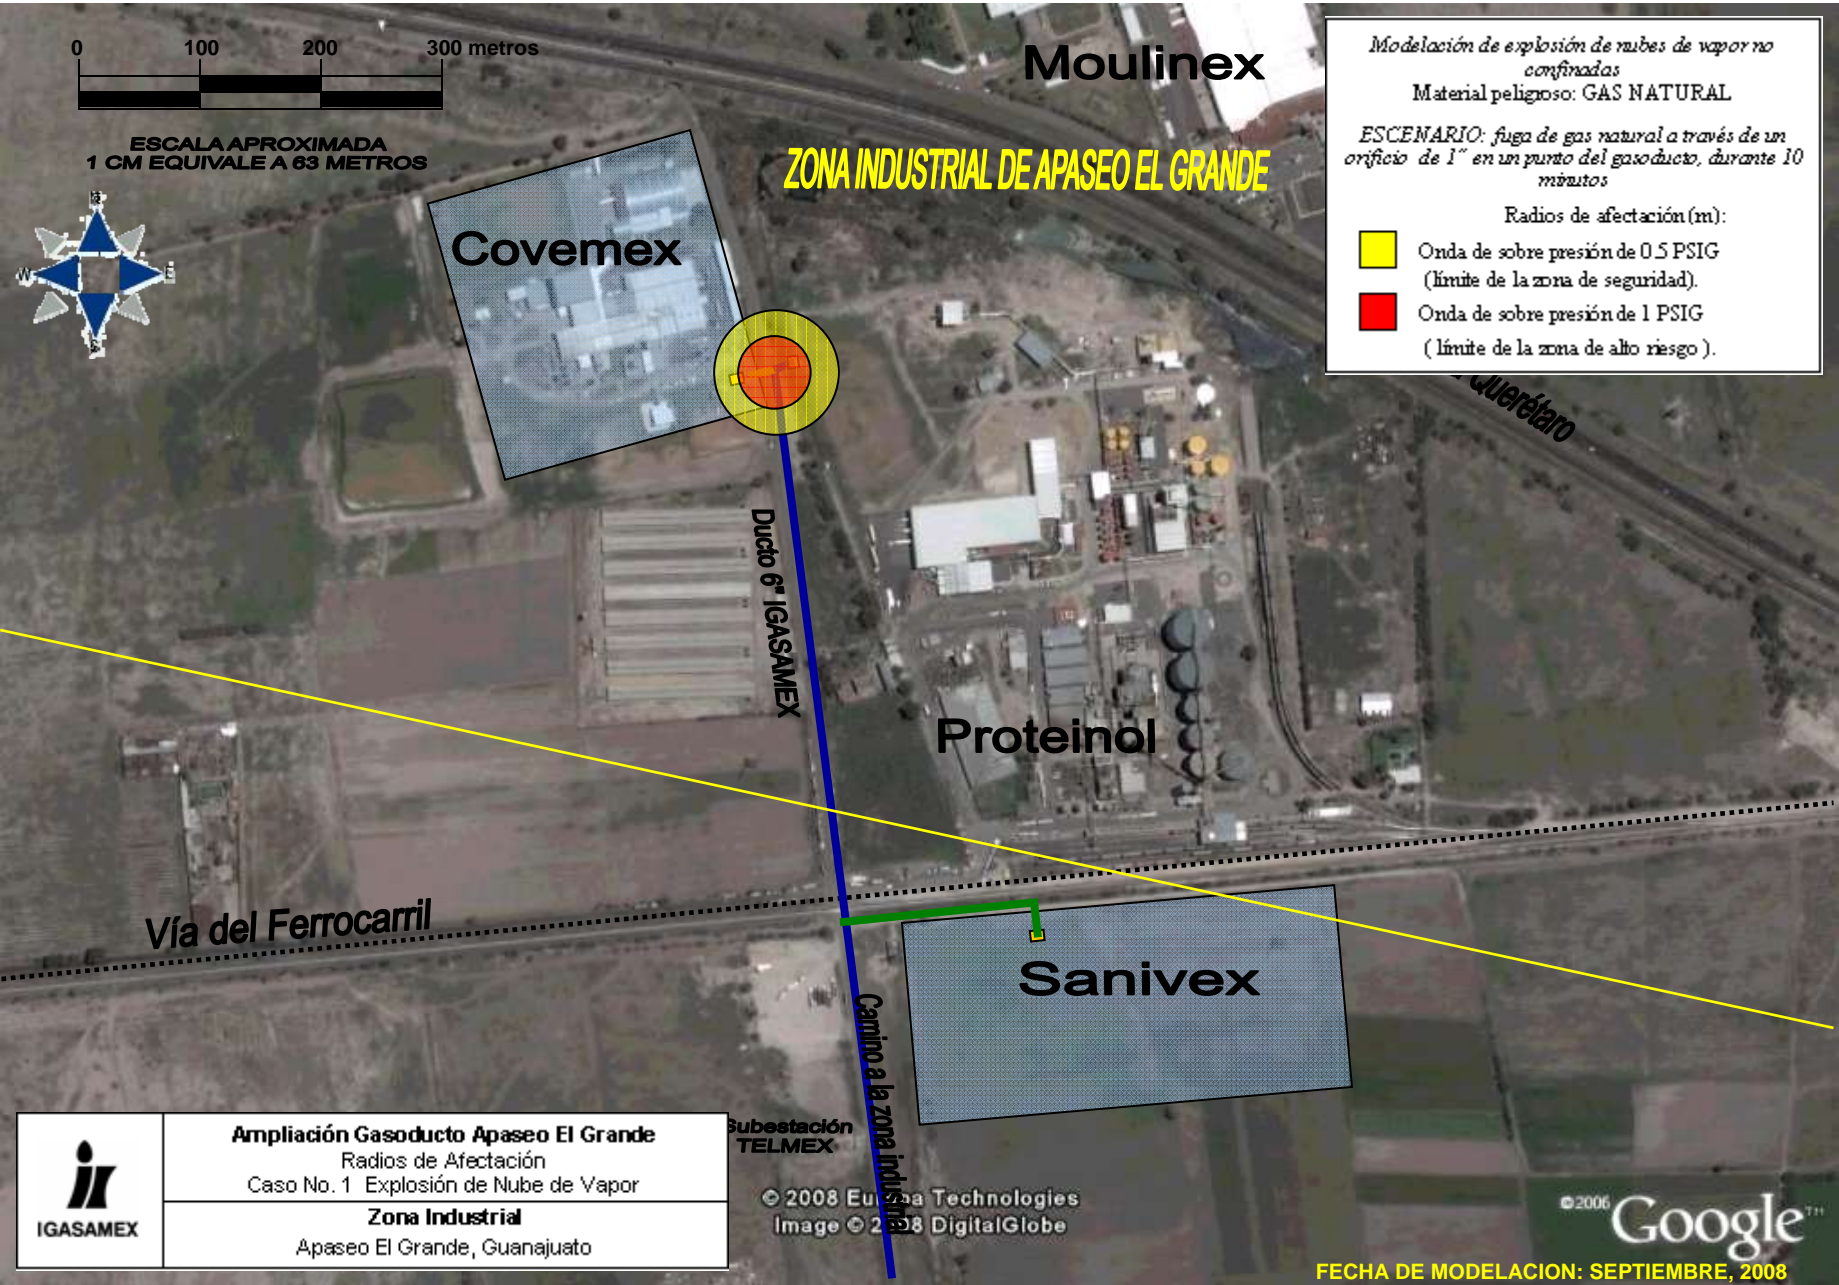 0 100 200 300 metros
ESCALA APROXIMADA
1 CM EQUIVALE A 63 METROS
N
W
E
S
Moulinex
ZONA INDUSTRIAL DE APASEO EL GRANDE
Covemex
Modelación de explosión de nubes de vapor no
confinadas
Material peligroso: GAS NATURAL
ESCENARIO: fuga de gas natural a través de un
orificio de 1" en un punto del gasoducto, durante 10
minutos
Radios de afectación (m):
Onda de sobre presión de 0.5 PSIG
(límite de la zona de seguridad).
Onda de sobre presión de 1 PSIG
( límite de la zona de alto riesgo ).
Querétaro
Ducto 6" IGASAMEX
Proteinol
Vía del Ferrocarril
Sanivex
Camino a la zona industrial
Subestación
TELMEX
IGASAMEX
Ampliación Gasoducto Apaseo El Grande
Radios de Afectación
Caso No. 1 Explosión de Nube de Vapor
Zona Industrial
Apaseo El Grande, Guanajuato
© 2008 Europa Technologies
Image © 2008 DigitalGlobe
©2006 Google™
FECHA DE MODELACION: SEPTIEMBRE, 2008